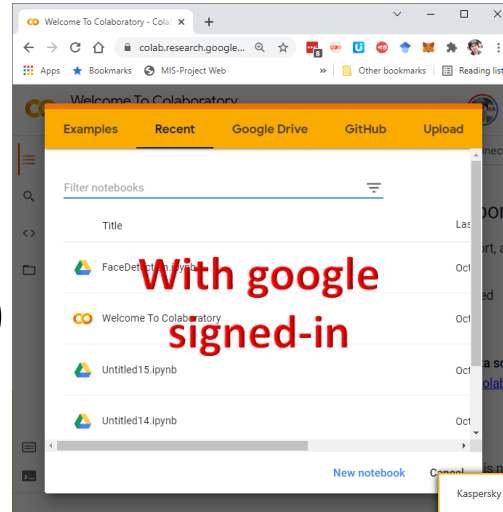 Welcome To Colaboratory - Cola
colab.research.google...
Apps Bookmarks MIS-Project Web » Other bookmarks Reading list
Welcome To Colaboratory
Examples Recent Google Drive GitHub Upload
Filter notebooks
Title Las
FaceDetection.ipynb Oct
With google
Welcome To Colaboratory Oct
signed-in
Untitled15.ipynb Oct
Untitled14.ipynb Oct
New notebook Cancel
Kaspersky